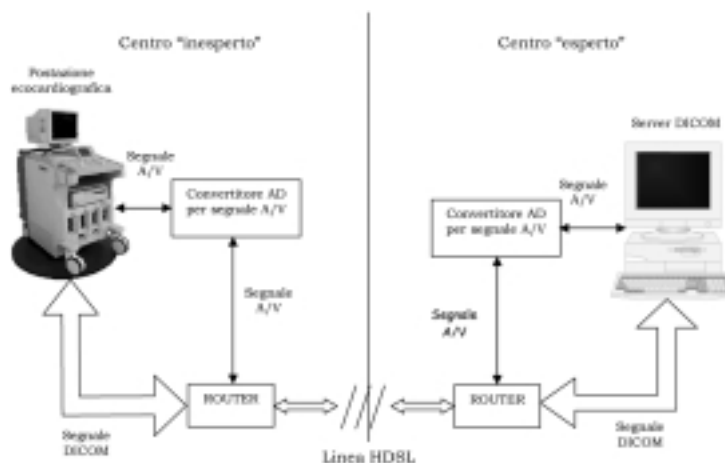 Centro "inesperto"
Centro "esperto"
Postazione
ecocardiografica
Server DICOM
Segnale
A/V
Segnale
A/V
Convertitore AD
per segnale A/V
Convertitore AD
per segnale A/V
Segnale
A/V
Segnale
A/V
ROUTER
ROUTER
Segnale
DICOM
Segnale
DICOM
Linea HDSL